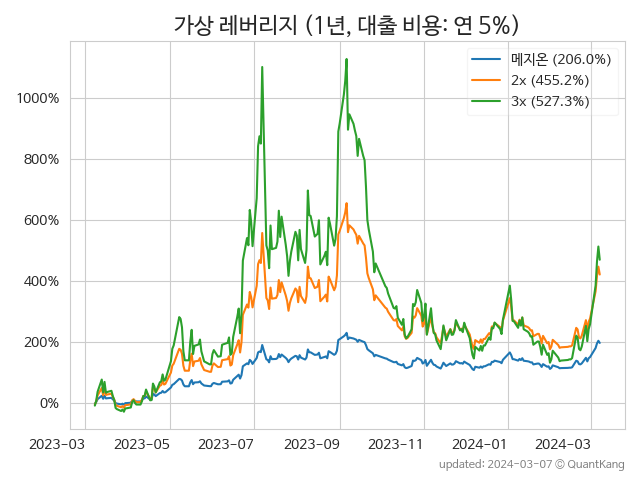 가상 레버리지 (1년, 대출 비용: 연 5%)
메지온 (206.0%)
2x (455.2%)
3x (527.3%)
1000%
800%
600%
400%
200%
0%
2023-03 2023-05 2023-07 2023-09 2023-11 2024-01 2024-03
updated: 2024-03-07 © QuantKang